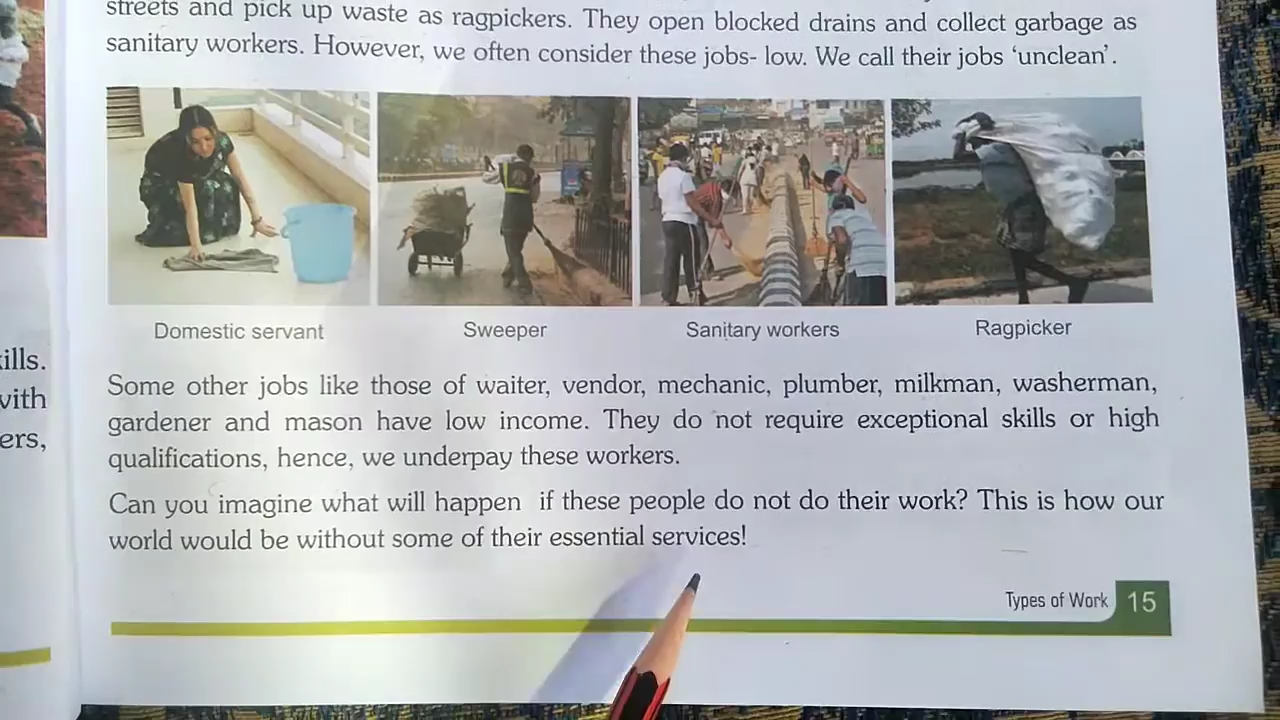 streets and pick up waste as ragpickers. They open blocked drains and collect garbage as
sanitary workers. However, we often consider these jobs- low. We call their jobs ‘unclean’.
Domestic servant
Sweeper
Sanitary workers
Ragpicker
Some other jobs like those of waiter, vendor, mechanic, plumber, milkman, washerman,
gardener and mason have low income. They do not require exceptional skills or high
qualifications, hence, we underpay these workers.
Can you imagine what will happen if these people do not do their work? This is how our
world would be without some of their essential services!
Types of Work 15